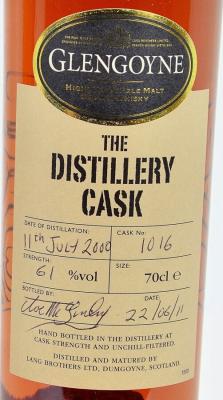 GLENGOYNE
HIGHLAND SINGLE MALT
SCOTCH WHISKY
THE
DISTILLERY
CASK
DATE OF DISTILLATION: CASK No:
11th JULY 2000 1016
STRENGTH: SIZE:
61 %vol 70cl e
BOTTLED BY: DATE:
22/06/11
HAND BOTTLED IN THE DISTILLERY AT
CASK STRENGTH AND UNCHILL-FILTERED.
DISTILLED AND MATURED BY
LANG BROTHERS LTD, DUMGOYNE, SCOTLAND.